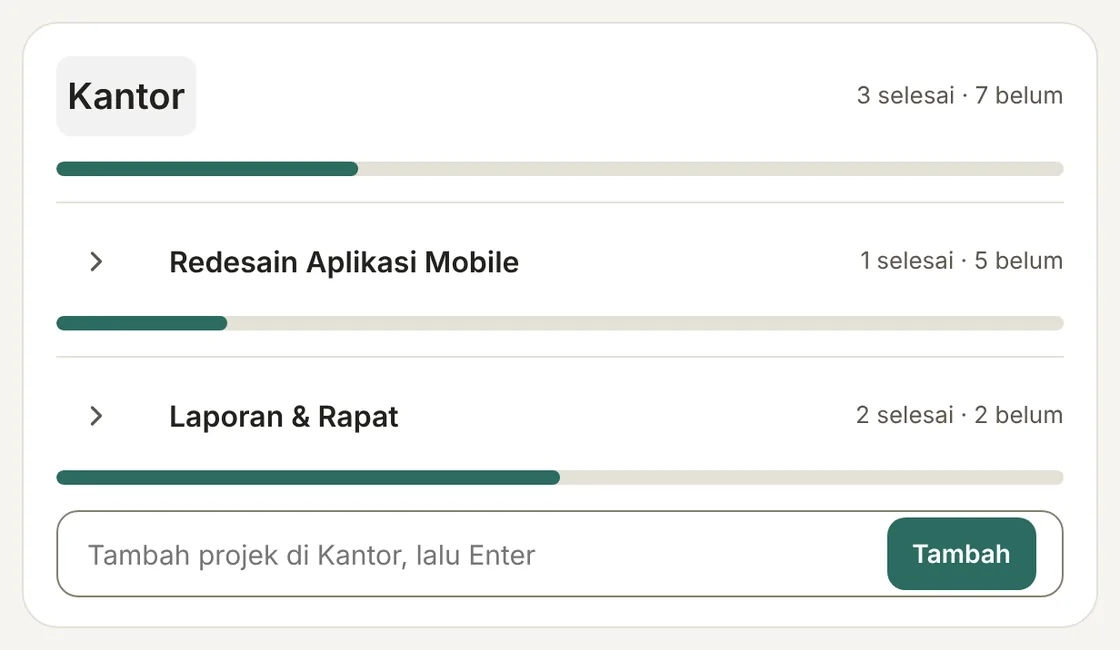 Kantor
3 selesai · 7 belum
Redesain Aplikasi Mobile
1 selesai · 5 belum
Laporan & Rapat
2 selesai · 2 belum
Tambah projek di Kantor, lalu Enter
Tambah